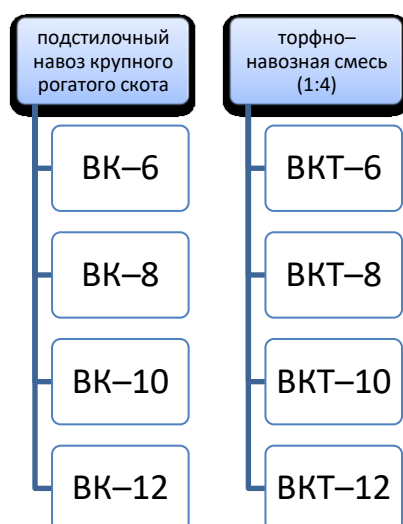 подстилочный
навоз крупного
рогатого скота
ВК–6
ВК–8
ВК–10
ВК–12
торфно–
навозная смесь
(1:4)
ВКТ–6
ВКТ–8
ВКТ–10
ВКТ–12